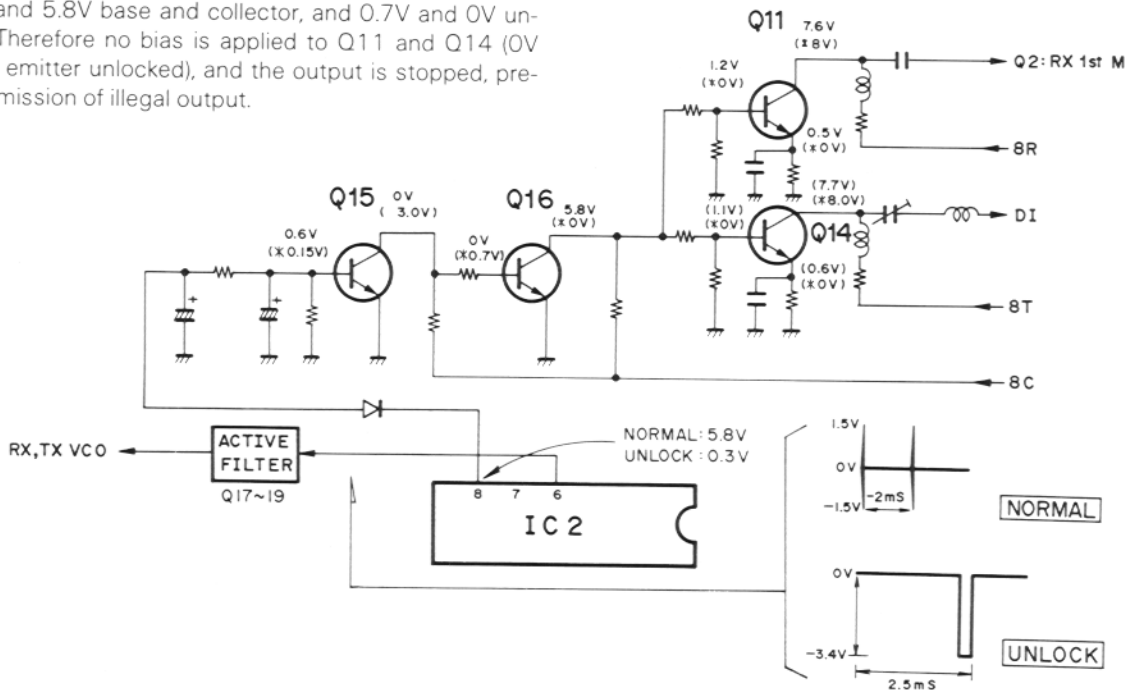 and 5.8V base and collector, and 0.7V and 0V un-
Therefore no bias is applied to Q11 and Q14 (0V
emitter unlocked), and the output is stopped, pre-
mission of illegal output.
Q11
7.6V
(*8V)
Q2: RX 1st M
1.2V
(*0V)
0.5V
(*0V)
8R
Q15
0V
( 3.0V)
Q16
5.8V
(*0V)
(7.7V)
(*8.0V)
DI
0.6V
(*0.15V)
0V
(*0.7V)
(1.1V)
(*0V)
Q14
(0.6V)
(*0V)
8T
8C
RX,TX VCO
ACTIVE
FILTER
Q17~19
NORMAL: 5.8V
UNLOCK : 0.3V
8 7 6
IC 2
1.5V
0V
-1.5V
-2mS
NORMAL
0V
-3.4V
2.5mS
UNLOCK